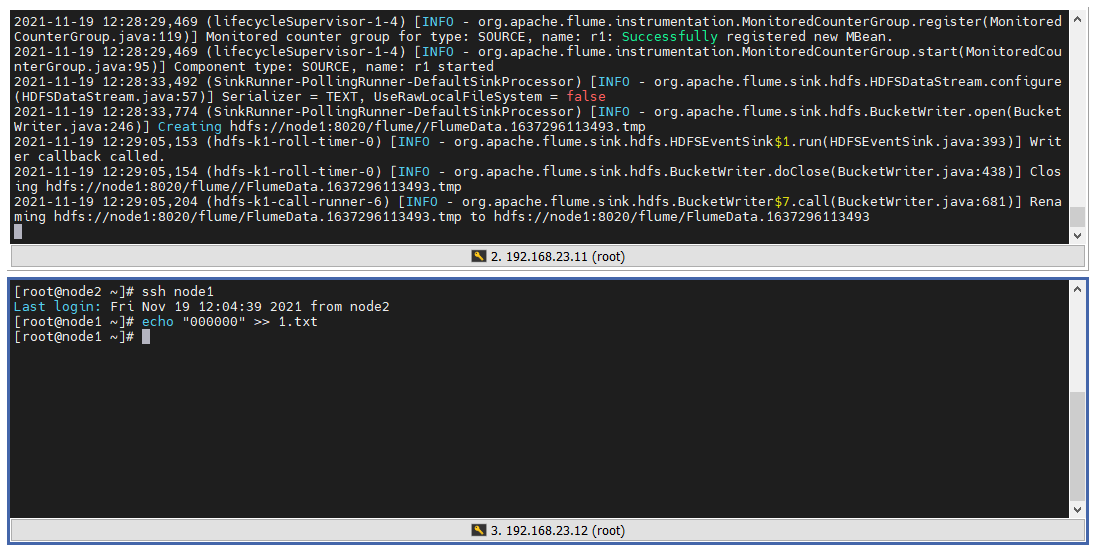 2021-11-19 12:28:29,469 (lifecycleSupervisor-1-4) [INFO - org.apache.flume.instrumentation.MonitoredCounterGroup.register(Monitored
CounterGroup.java:119)] Monitored counter group for type: SOURCE, name: r1: Successfully registered new MBean.
2021-11-19 12:28:29,469 (lifecycleSupervisor-1-4) [INFO - org.apache.flume.instrumentation.MonitoredCounterGroup.start(MonitoredCou
nterGroup.java:95)] Component type: SOURCE, name: r1 started
2021-11-19 12:28:33,492 (SinkRunner-PollingRunner-DefaultSinkProcessor) [INFO - org.apache.flume.sink.hdfs.HDFSDataStream.configure
(HDFSDataStream.java:57)] Serializer = TEXT, UseRawLocalFileSystem = false
2021-11-19 12:28:33,774 (SinkRunner-PollingRunner-DefaultSinkProcessor) [INFO - org.apache.flume.sink.hdfs.BucketWriter.open(Bucket
Writer.java:246)] Creating hdfs://node1:8020/flume//FlumeData.1637296113493.tmp
2021-11-19 12:29:05,153 (hdfs-k1-roll-timer-0) [INFO - org.apache.flume.sink.hdfs.HDFSEventSink$1.run(HDFSEventSink.java:393)] Writ
er callback called.
2021-11-19 12:29:05,154 (hdfs-k1-roll-timer-0) [INFO - org.apache.flume.sink.hdfs.BucketWriter.doClose(BucketWriter.java:438)] Clos
ing hdfs://node1:8020/flume//FlumeData.1637296113493.tmp
2021-11-19 12:29:05,204 (hdfs-k1-call-runner-6) [INFO - org.apache.flume.sink.hdfs.BucketWriter$7.call(BucketWriter.java:681)] Rena
ming hdfs://node1:8020/flume/FlumeData.1637296113493.tmp to hdfs://node1:8020/flume/FlumeData.1637296113493
2. 192.168.23.11 (root)
[root@node2 ~]# ssh node1
Last login: Fri Nov 19 12:04:39 2021 from node2
[root@node1 ~]# echo "000000" >> 1.txt
[root@node1 ~]#
3. 192.168.23.12 (root)